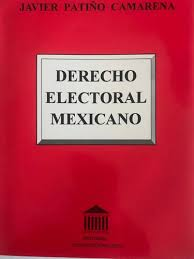 JAVIER PATIÑO CAMARENA
DERECHO
ELECTORAL
MEXICANO